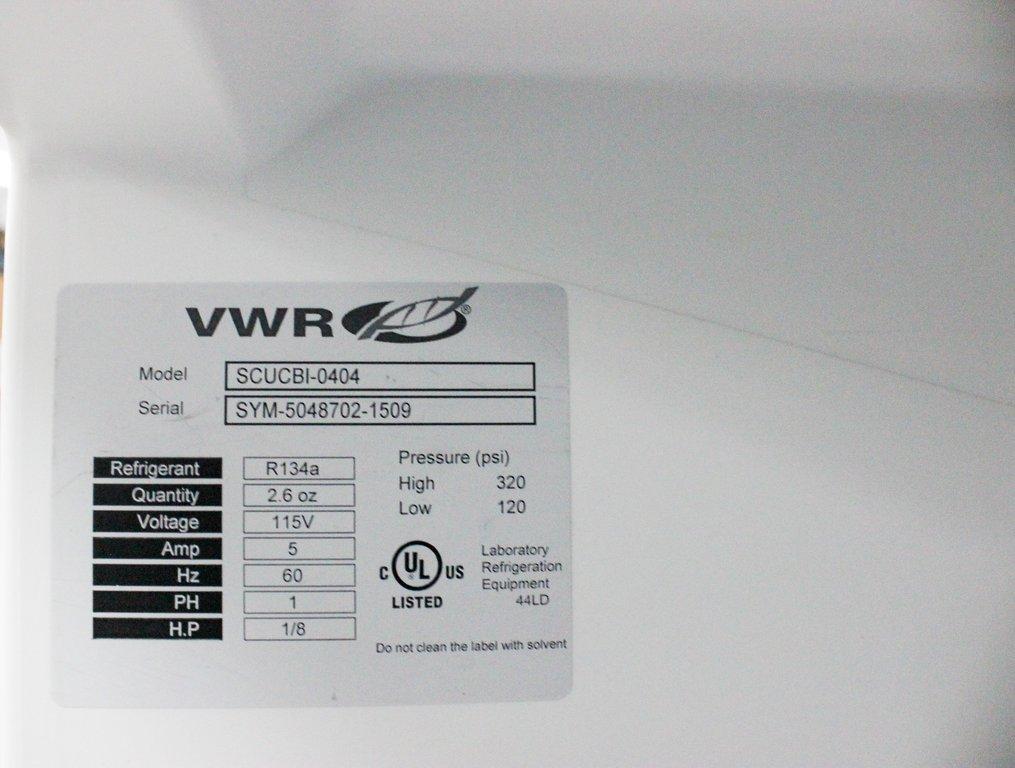 VWR®
Model SCUCBI-0404
Serial SYM-5048702-1509
Refrigerant R134a
Quantity 2.6 oz
Voltage 115V
Amp 5
Hz 60
PH 1
H.P 1/8
Pressure (psi)
High 320
Low 120
C UL® US
LISTED
Laboratory
Refrigeration
Equipment
44LD
Do not clean the label with solvent